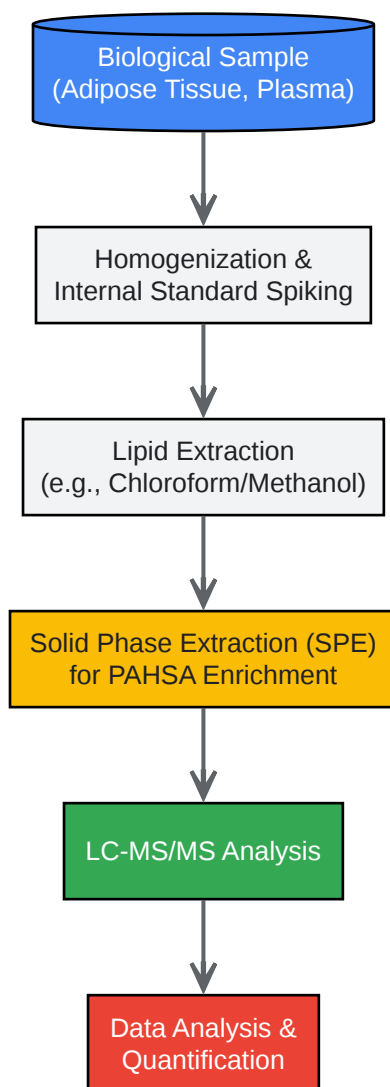 Biological Sample
(Adipose Tissue, Plasma)
Homogenization &
Internal Standard Spiking
Lipid Extraction
(e.g., Chloroform/Methanol)
Solid Phase Extraction (SPE)
for PAHSA Enrichment
LC-MS/MS Analysis
Data Analysis &
Quantification